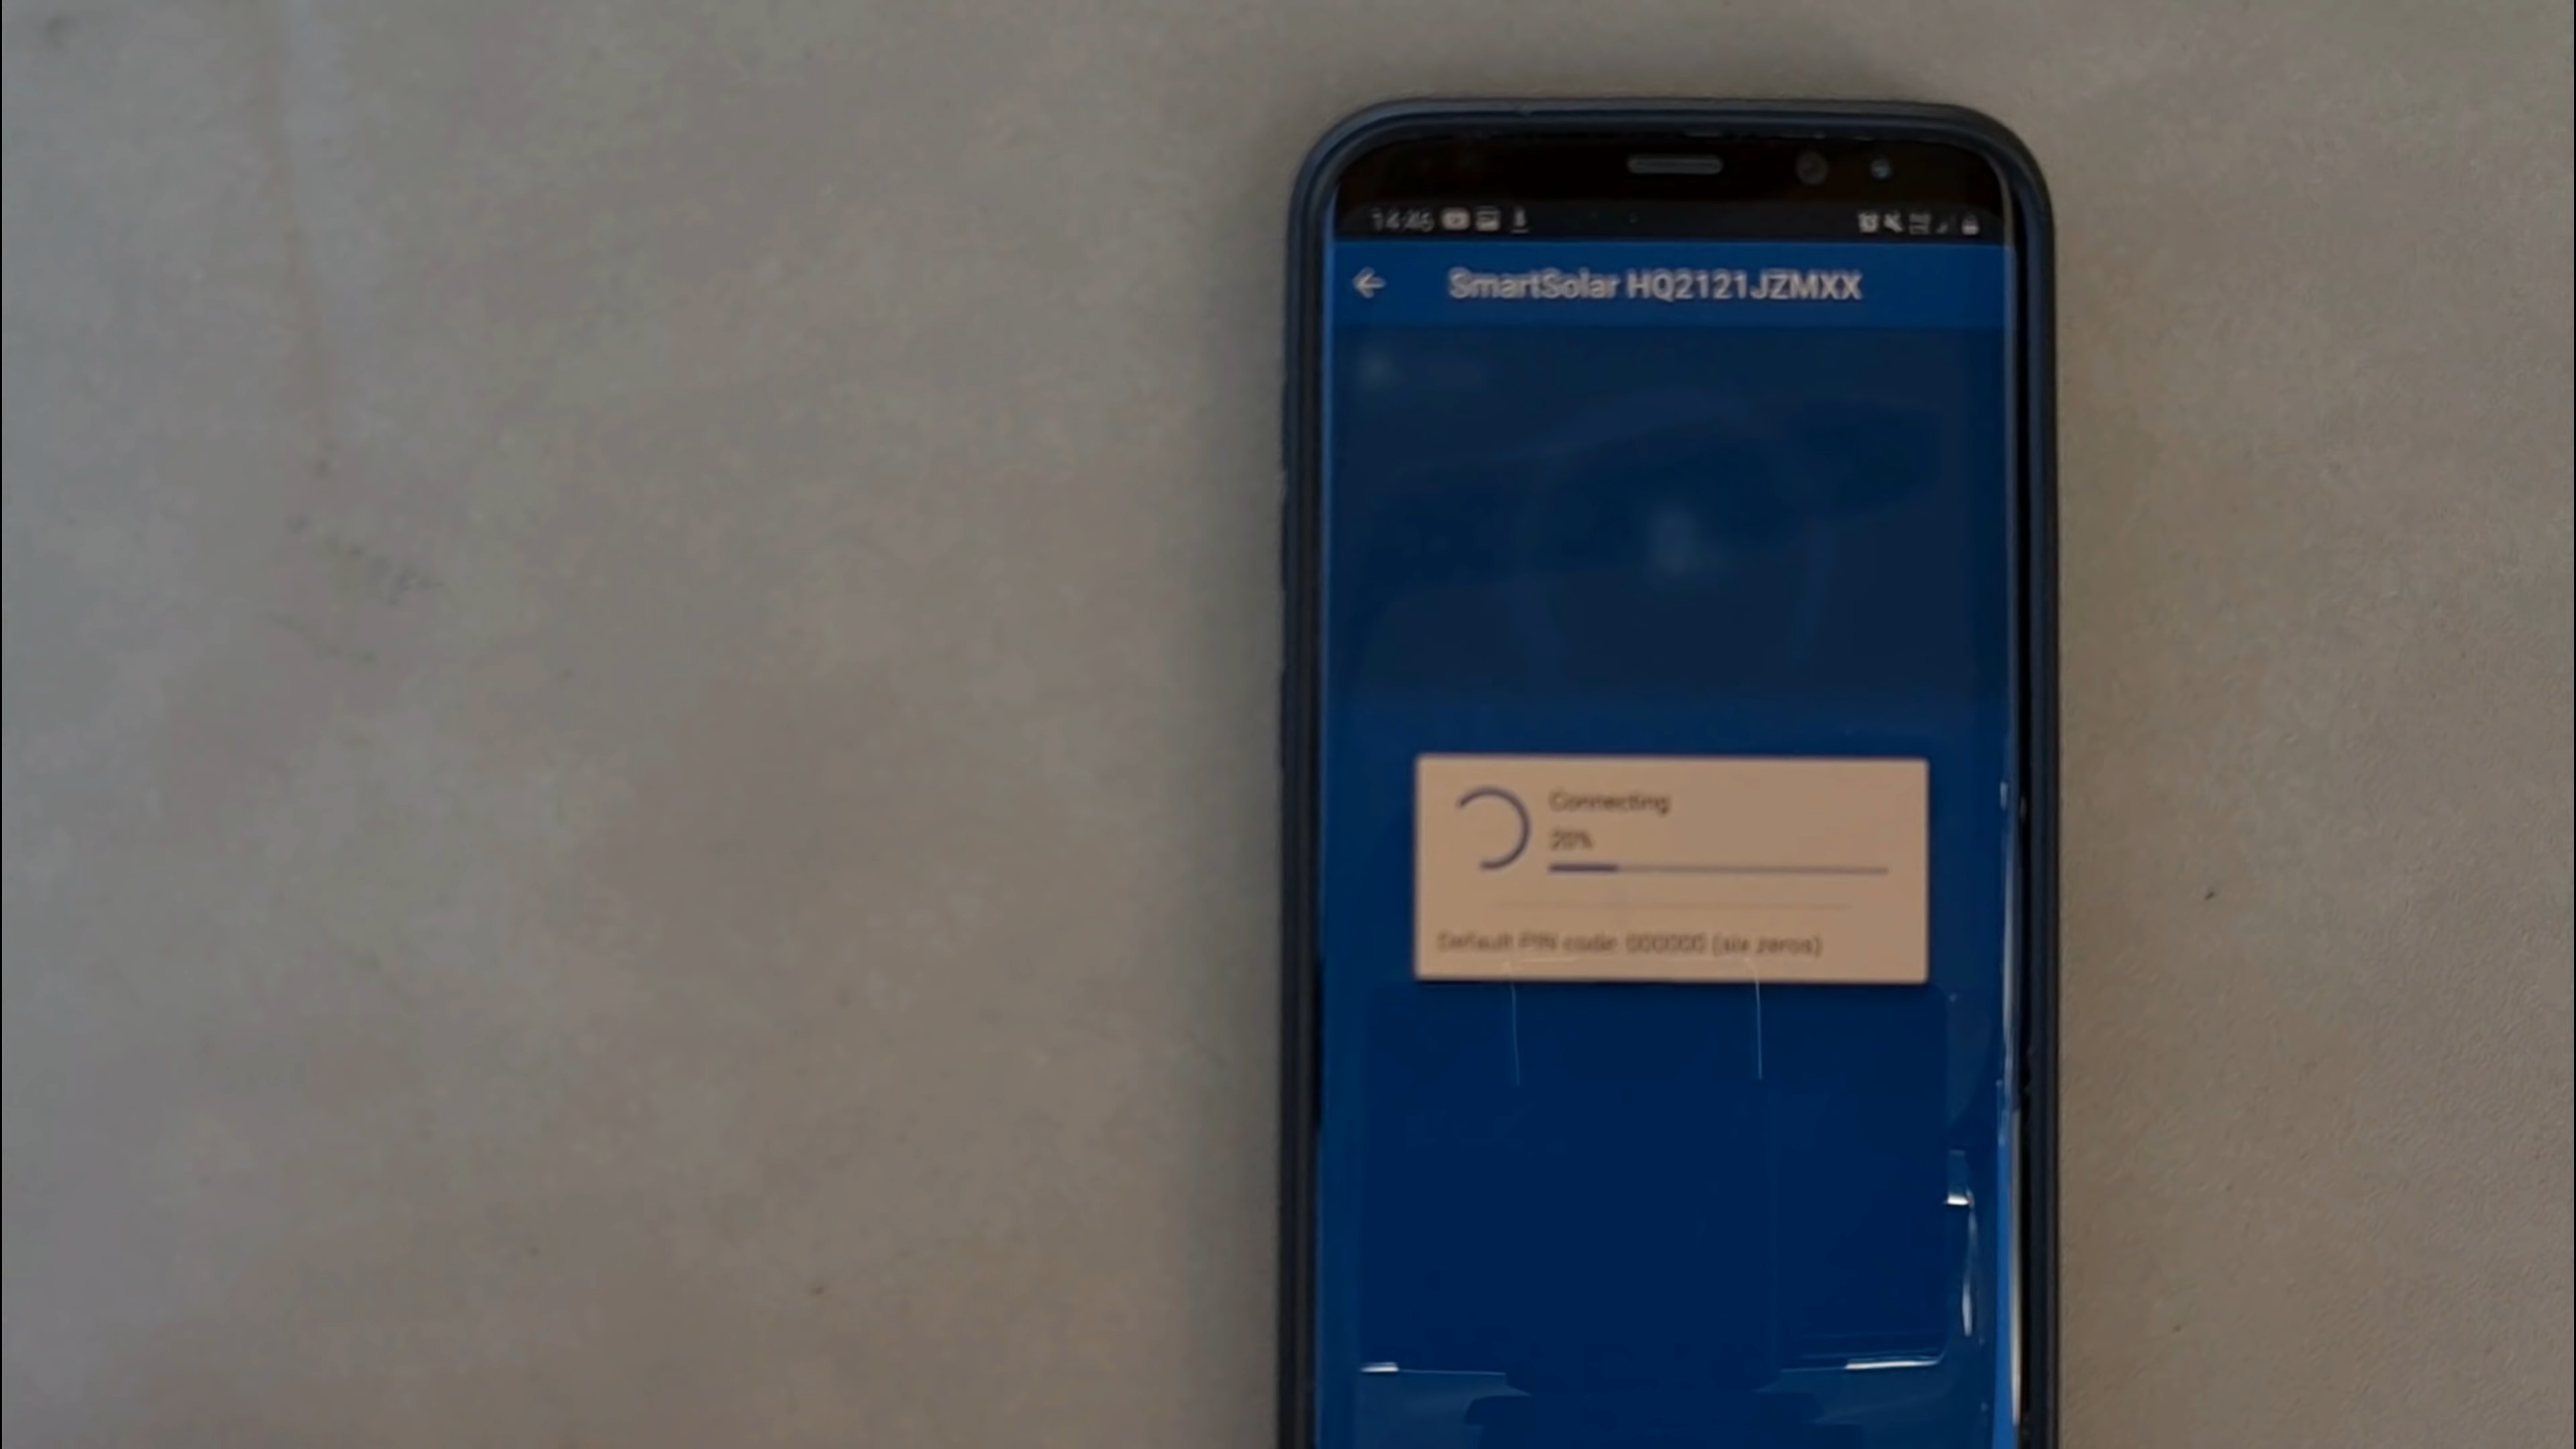 14:46
SmartSolar HQ2121JZMXX
Connecting
20%
Default PIN code: 000000 (six zeros)